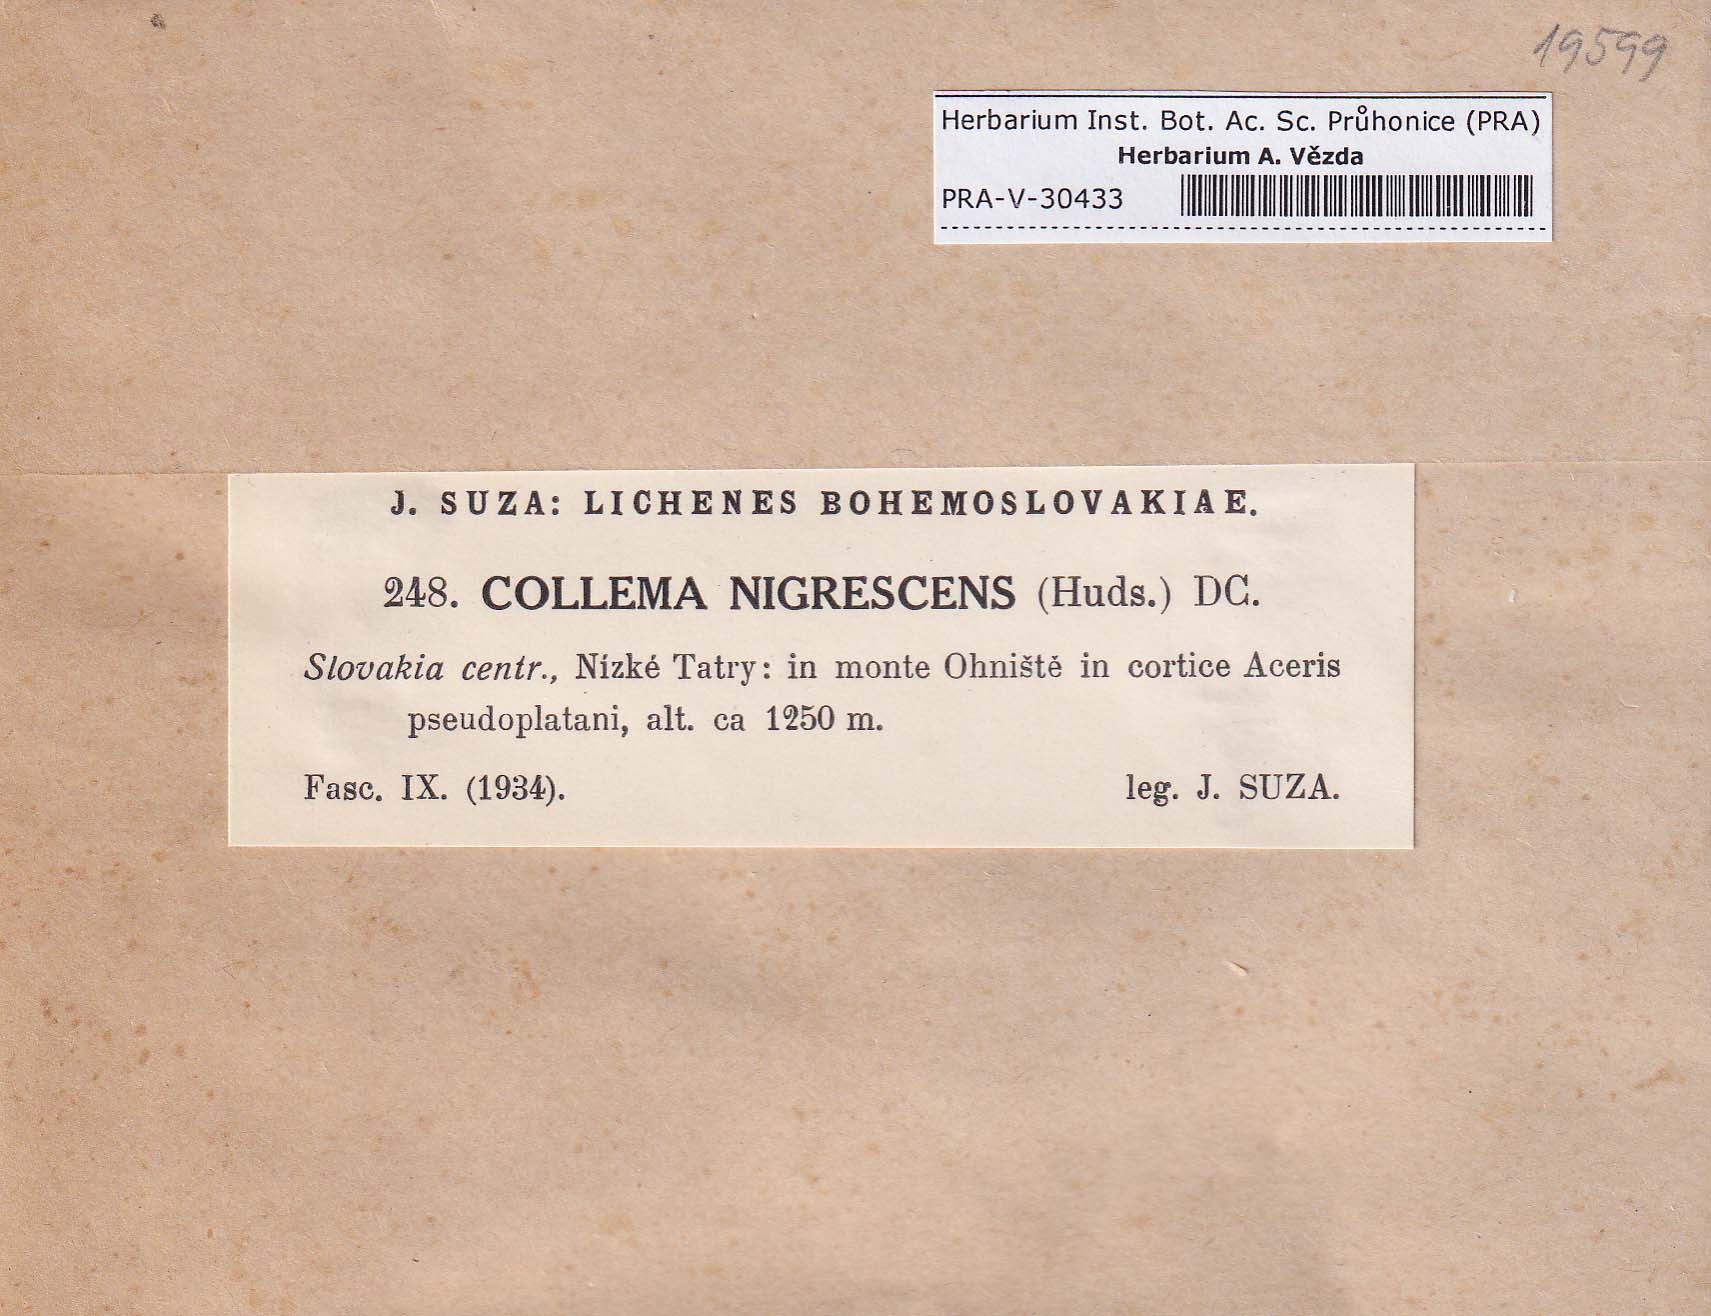 19599
Herbarium Inst. Bot. Ac. Sc. Průhonice (PRA)
Herbarium A. Vězda
PRA-V-30433
J. SUZA: LICHENES BOHEMOSLOVAKIAE.
248. COLLEMA NIGRESCENS (Huds.) DC.
Slovakia centr., Nízké Tatry: in monte Ohniště in cortice Aceris
pseudoplatani, alt. ca 1250 m.
Fasc. IX. (1934). leg. J. SUZA.